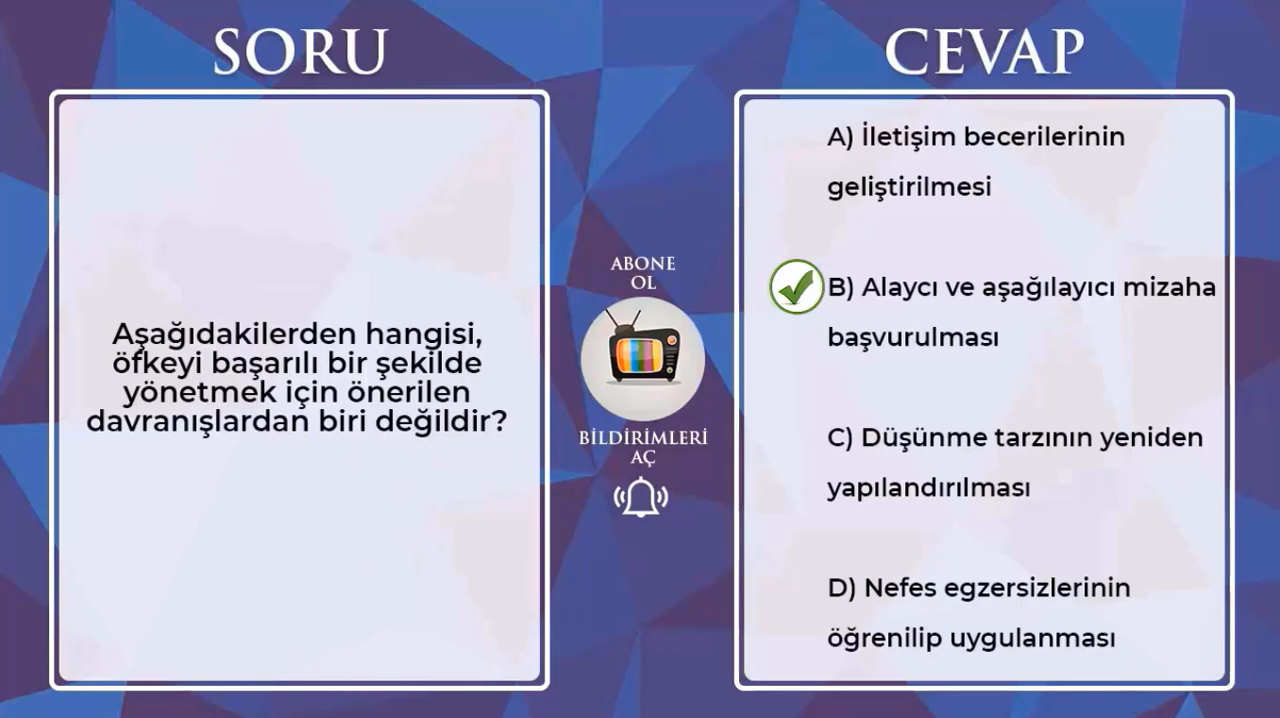 SORU
Aşağıdakilerden hangisi,
öfkeyi başarılı bir şekilde
yönetmek için önerilen
davranışlardan biri değildir?
ABONE
OL
BİLDİRİMLERİ
AÇ
CEVAP
A) İletişim becerilerinin
geliştirilmesi
B) Alaycı ve aşağılayıcı mizaha
başvurulması
C) Düşünme tarzının yeniden
yapılandırılması
D) Nefes egzersizlerinin
öğrenilip uygulanması